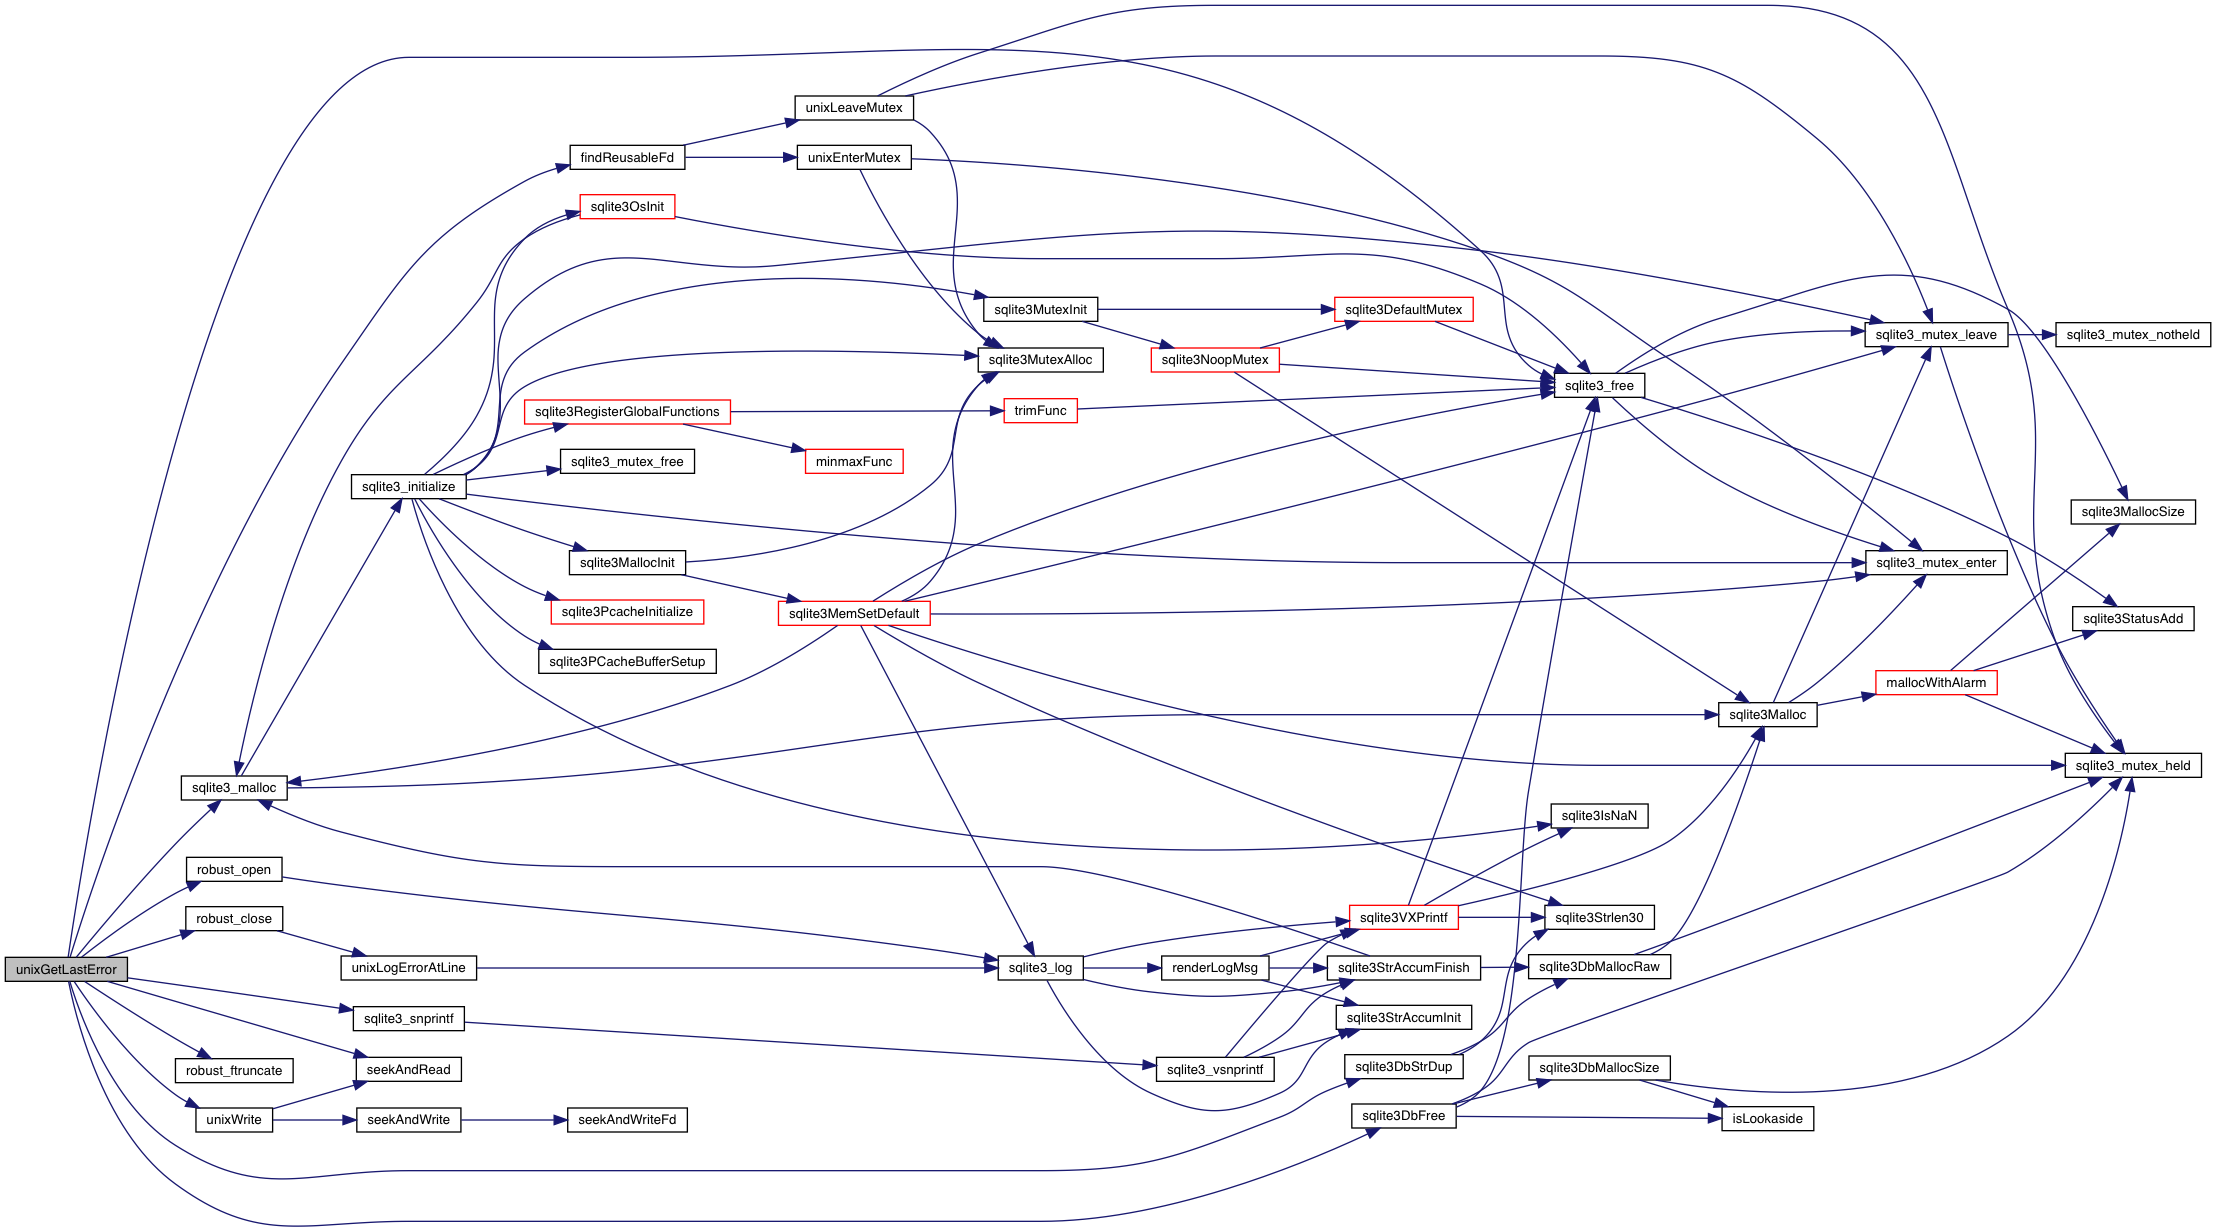 unixLeaveMutex
findReusableFd
unixEnterMutex
sqlite3OsInit
sqlite3MutexInit
sqlite3DefaultMutex
sqlite3_mutex_leave
sqlite3_mutex_notheld
sqlite3MutexAlloc
sqlite3NoopMutex
sqlite3_free
sqlite3RegisterGlobalFunctions
trimFunc
sqlite3_mutex_free
minmaxFunc
sqlite3_initialize
sqlite3MallocSize
sqlite3MallocInit
sqlite3_mutex_enter
sqlite3PcacheInitialize
sqlite3MemSetDefault
sqlite3StatusAdd
sqlite3PCacheBufferSetup
mallocWithAlarm
sqlite3Malloc
sqlite3_mutex_held
sqlite3_malloc
sqlite3IsNaN
robust_open
robust_close
sqlite3VXPrintf
sqlite3Strlen30
unixGetLastError
unixLogErrorAtLine
sqlite3_log
renderLogMsg
sqlite3StrAccumFinish
sqlite3DbMallocRaw
sqlite3_snprintf
sqlite3StrAccumInit
robust_ftruncate
seekAndRead
sqlite3_vsnprintf
sqlite3DbStrDup
sqlite3DbMallocSize
unixWrite
seekAndWrite
seekAndWriteFd
sqlite3DbFree
isLookaside